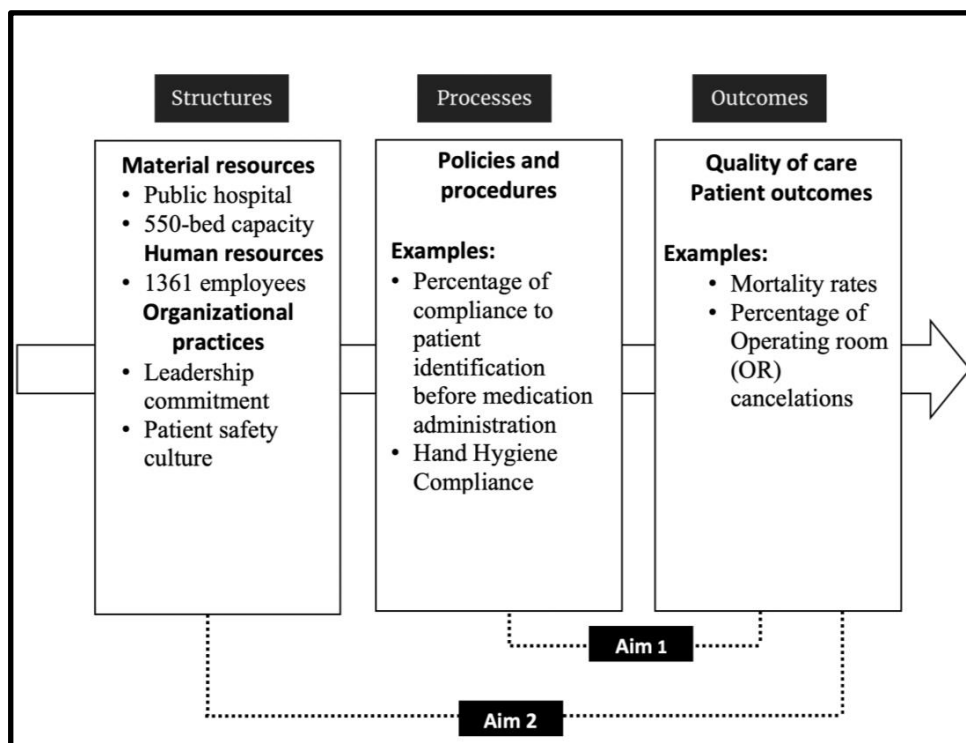 Structures
Material resources
• Public hospital
• 550-bed capacity
Human resources
• 1361 employees
Organizational
practices
• Leadership
commitment
• Patient safety
culture
Processes
Policies and
procedures
Examples:
• Percentage of
compliance to
patient
identification
before medication
administration
• Hand Hygiene
Compliance
Outcomes
Quality of care
Patient outcomes
Examples:
• Mortality rates
• Percentage of
Operating room
(OR)
cancelations
Aim 1
Aim 2